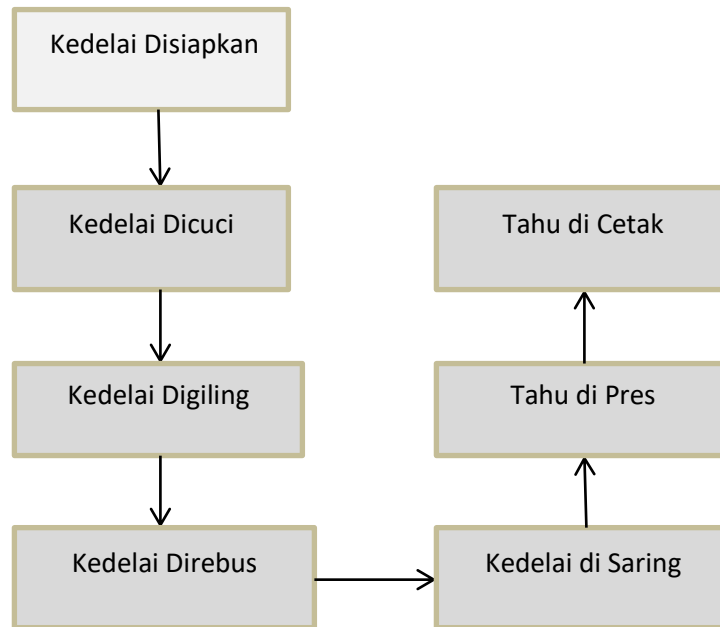 Kedelai Disiapkan
Kedelai Dicuci
Kedelai Digiling
Kedelai Direbus
Kedelai di Saring
Tahu di Pres
Tahu di Cetak